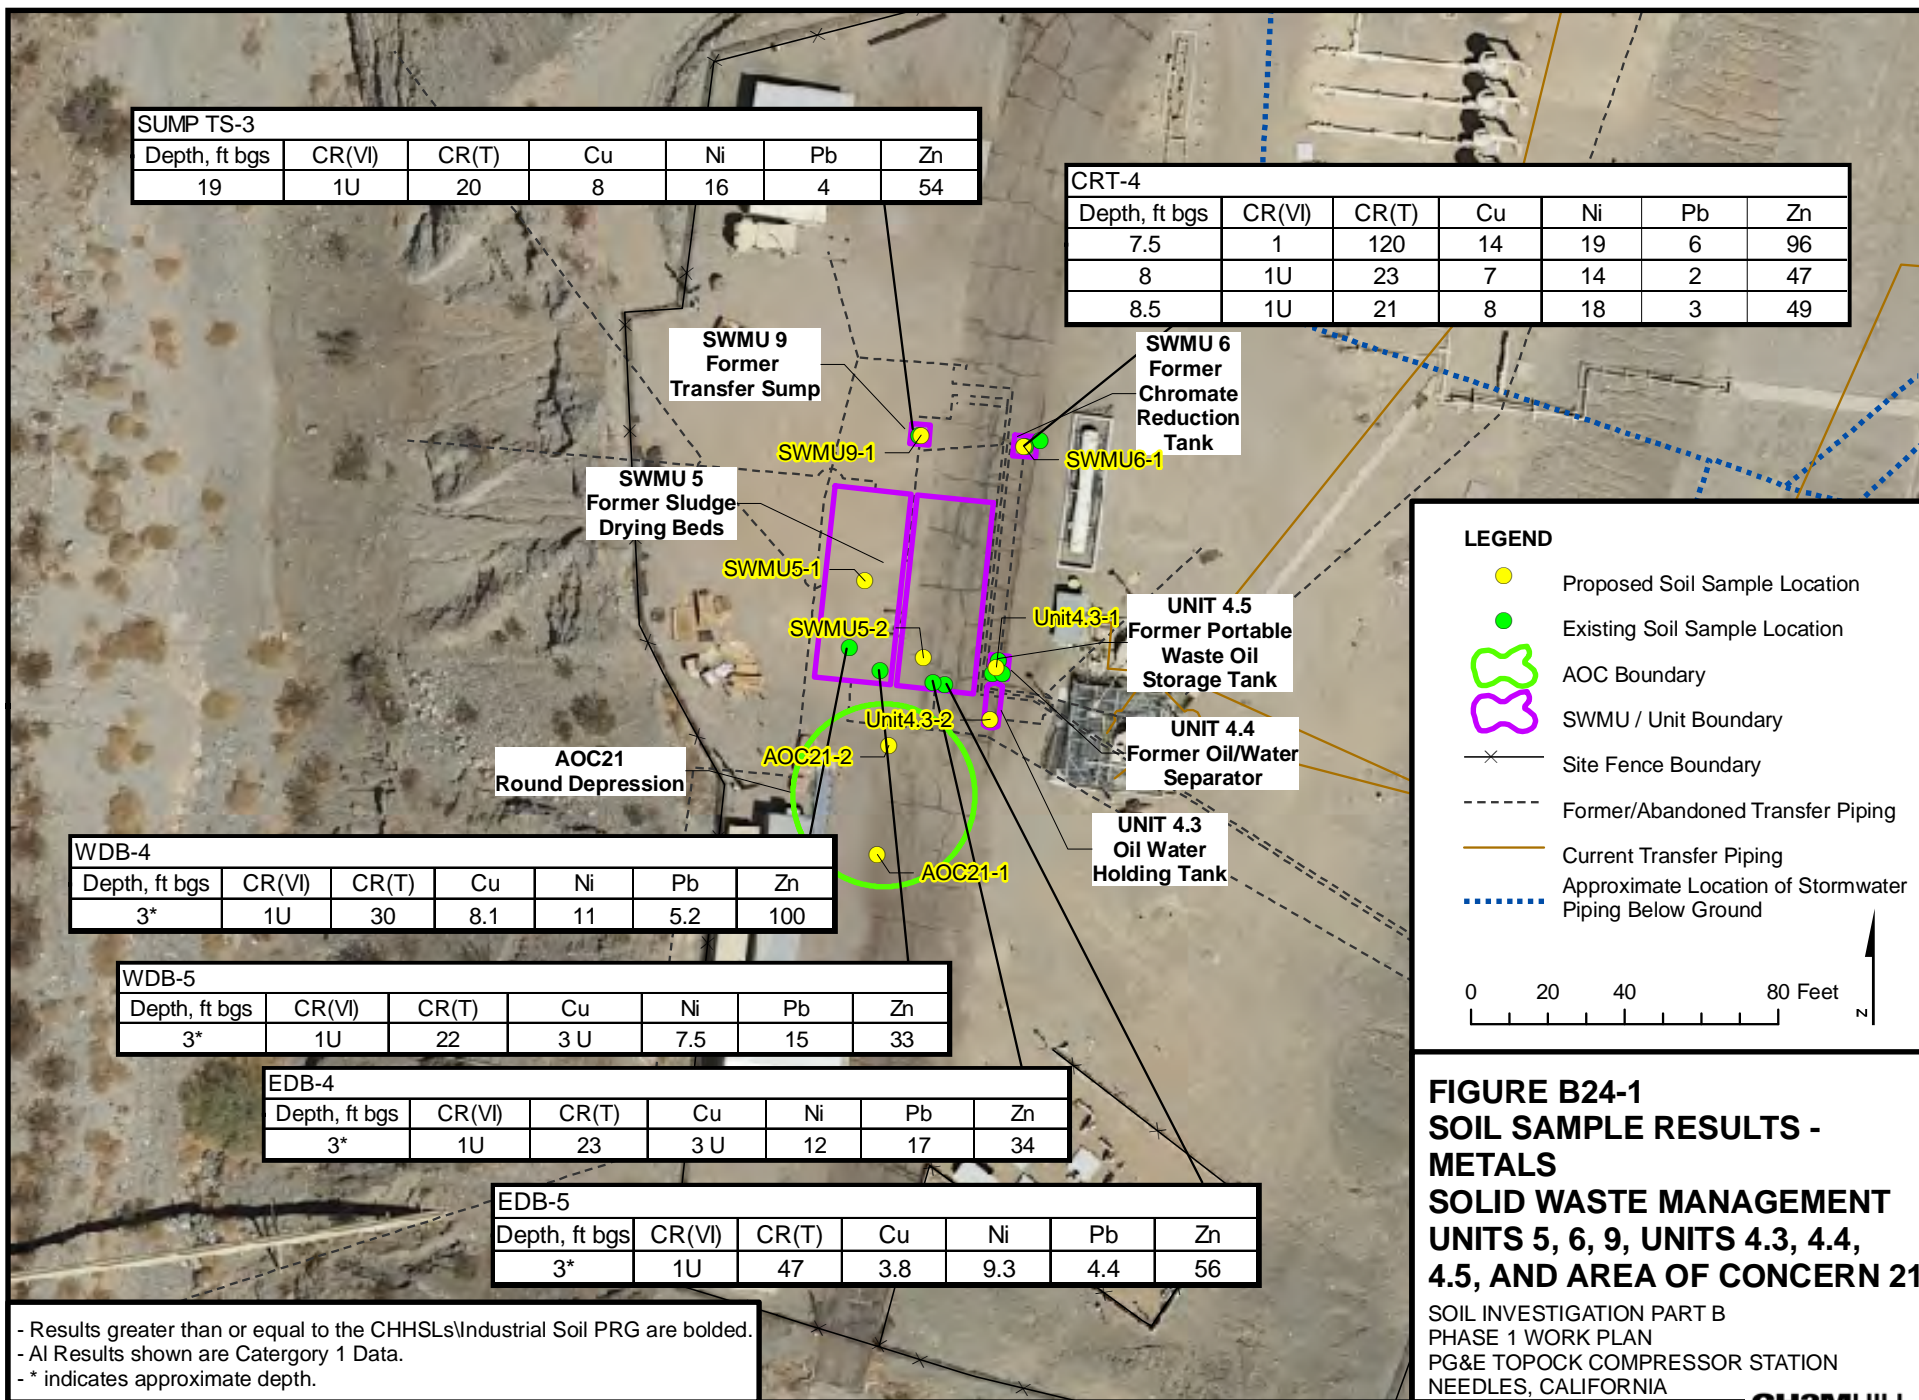 SUMP TS-3
Depth, ft bgs CR(VI) CR(T) Cu Ni Pb Zn
19 1U 20 8 16 4 54
CRT-4
Depth, ft bgs CR(VI) CR(T) Cu Ni Pb Zn
7.5 1 120 14 19 6 96
8 1U 23 7 14 2 47
8.5 1U 21 8 18 3 49
SWMU 9
Former
Transfer Sump
SWMU 6
Former
Chromate
Reduction
Tank
SWMU9-1
SWMU6-1
SWMU 5
Former Sludge
Drying Beds
SWMU5-1
SWMU5-2
Unit4.3-1
UNIT 4.5
Former Portable
Waste Oil
Storage Tank
Unit4.3-2
UNIT 4.4
Former Oil/Water
Separator
AOC21-2
AOC21
Round Depression
UNIT 4.3
Oil Water
Holding Tank
AOC21-1
WDB-4
Depth, ft bgs CR(VI) CR(T) Cu Ni Pb Zn
3* 1U 30 8.1 11 5.2 100
WDB-5
Depth, ft bgs CR(VI) CR(T) Cu Ni Pb Zn
3* 1U 22 3 U 7.5 15 33
EDB-4
Depth, ft bgs CR(VI) CR(T) Cu Ni Pb Zn
3* 1U 23 3 U 12 17 34
EDB-5
Depth, ft bgs CR(VI) CR(T) Cu Ni Pb Zn
3* 1U 47 3.8 9.3 4.4 56
- Results greater than or equal to the CHHSLs\Industrial Soil PRG are bolded.
- Al Results shown are Catergory 1 Data.
- * indicates approximate depth.
LEGEND
Proposed Soil Sample Location
Existing Soil Sample Location
AOC Boundary
SWMU / Unit Boundary
Site Fence Boundary
Former/Abandoned Transfer Piping
Current Transfer Piping
Approximate Location of Stormwater
Piping Below Ground
0 20 40 80 Feet
N
FIGURE B24-1
SOIL SAMPLE RESULTS -
METALS
SOLID WASTE MANAGEMENT
UNITS 5, 6, 9, UNITS 4.3, 4.4,
4.5, AND AREA OF CONCERN 21
SOIL INVESTIGATION PART B
PHASE 1 WORK PLAN
PG&E TOPOCK COMPRESSOR STATION
NEEDLES, CALIFORNIA